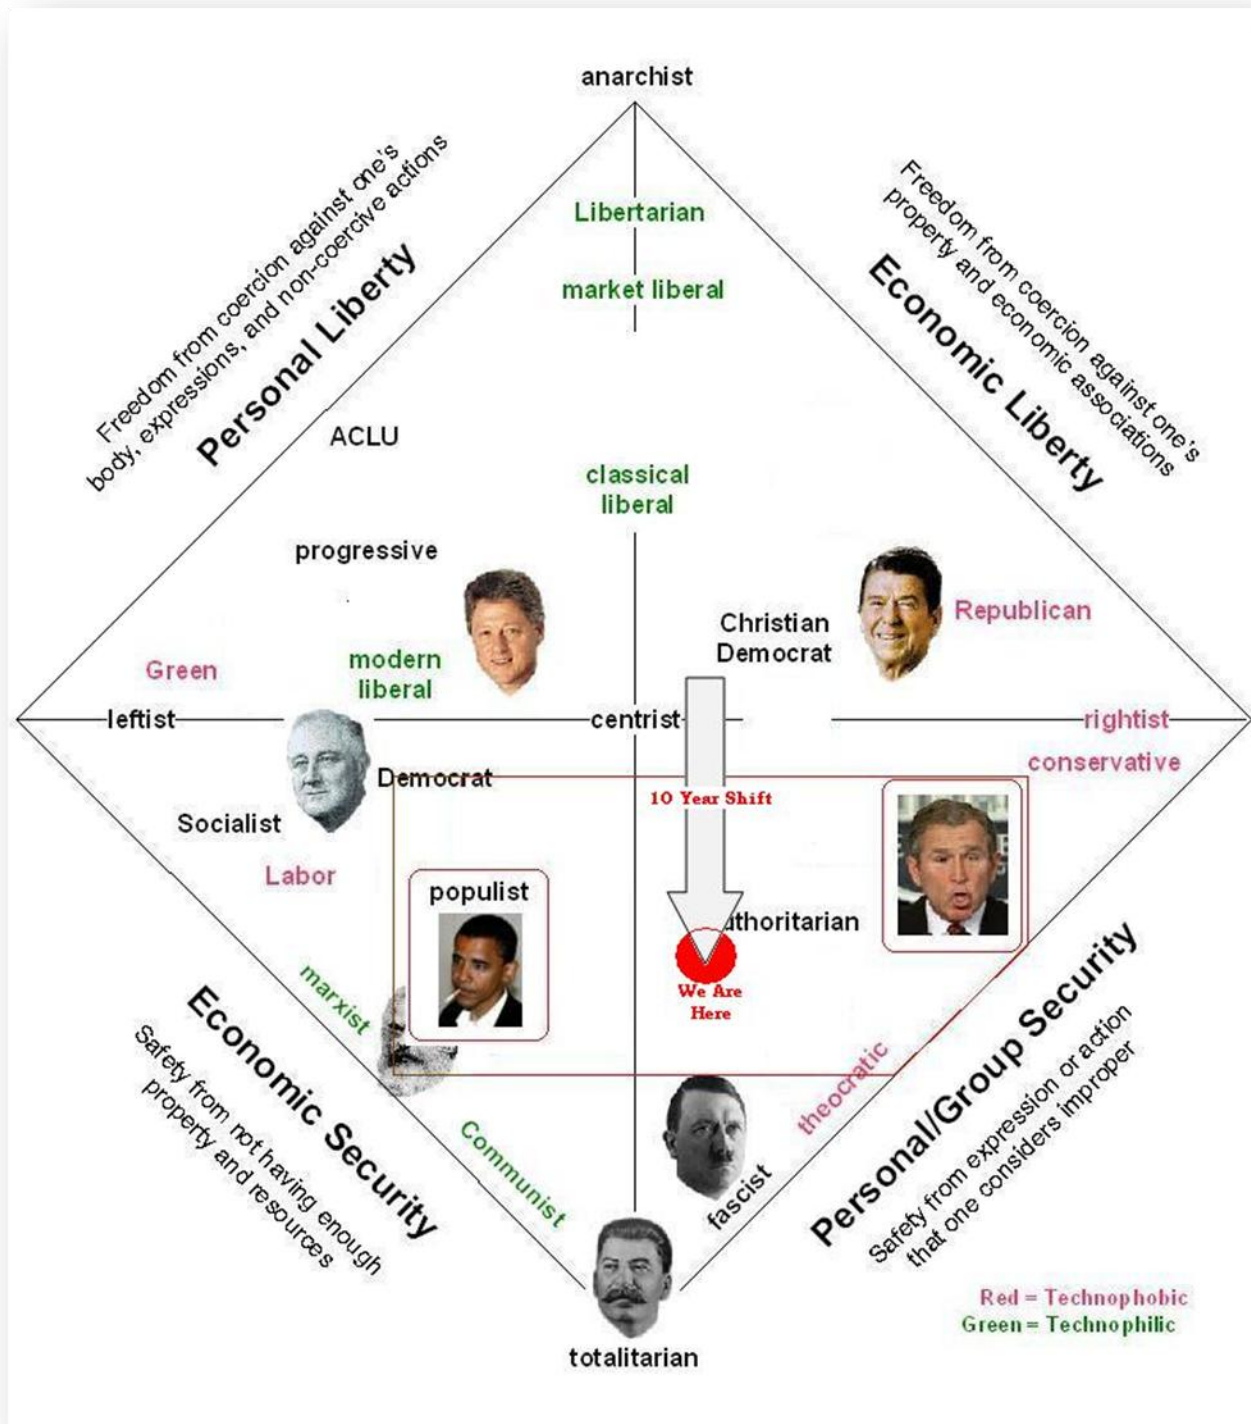 anarchist
Freedom from coercion against one's
body, expressions, and non-coercive actions
Personal Liberty
Freedom from coercion against one's
property and economic associations
Economic Liberty
Libertarian
market liberal
ACLU
classical
liberal
progressive
Republican
Christian
Democrat
modern
liberal
Green
leftist
centrist
rightist
conservative
Democrat
10 Year Shift
Socialist
Labor
populist
uthoritarian
We Are
Here
marxist
theocratic
Communist
fascist
Economic Security
Safety from not having enough
property and resources
Personal/Group Security
Safety from expression or action
that one considers improper
totalitarian
Red = Technophobic
Green = Technophilic